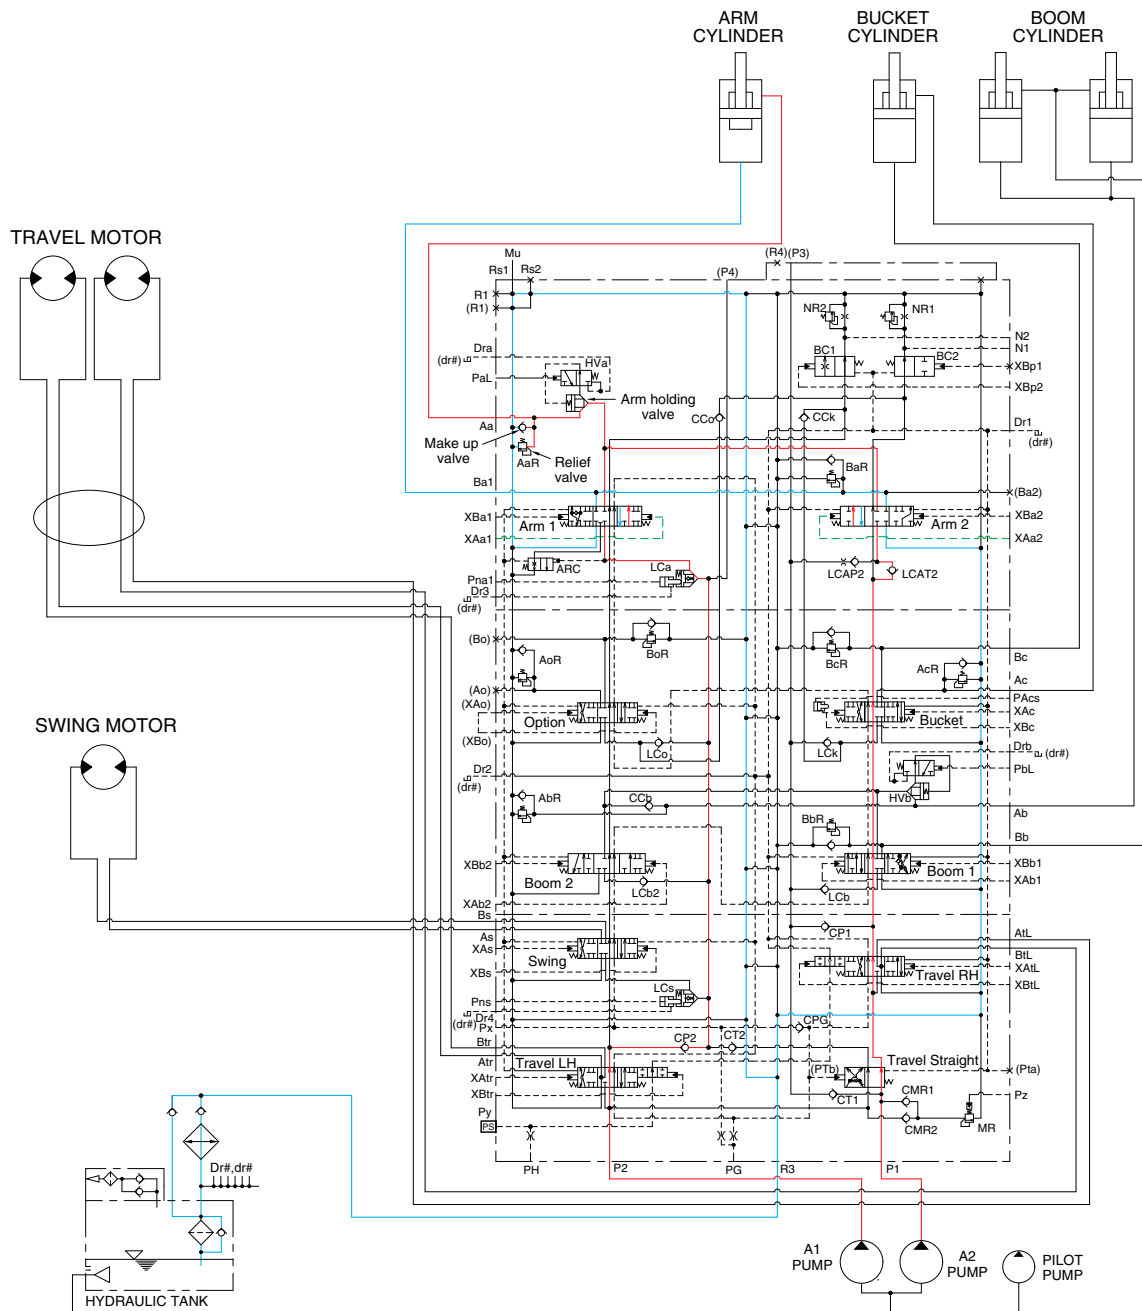 ARM
CYLINDER
BUCKET
CYLINDER
BOOM
CYLINDER
TRAVEL MOTOR
Mu
Rs1
Rs2
(R4)
(P3)
(P4)
R1
(R1)
NR2
NR1
N2
N1
Dra
(dr#)
HVa
BC1
BC2
XBp1
PaL
XBp2
Arm holding
valve
CCo
CCk
Aa
Dr1
(dr#)
Make up
valve
AaR
Relief
valve
BaR
Ba1
(Ba2)
XBa1
Arm 1
Arm 2
XBa2
XAa1
XAa2
ARC
LCa
LCAP2
LCAT2
Pna1
Dr3
(dr#)
(Bo)
BoR
BcR
Bc
AoR
AcR
Ac
(Ao)
PAcs
(XAo)
Option
Bucket
XAc
XBc
(XBo)
LCo
LCk
Drb
(dr#)
Dr2
(dr#)
PbL
AbR
CCb
HVb
Ab
BbR
Bb
XBb2
Boom 2
Boom 1
XBb1
LCb2
XAb1
XAb2
LCb
Bs
SWING MOTOR
As
CP1
AtL
XAs
Swing
BtL
XBs
Travel RH
XAtL
XBtL
LCs
Pns
Dr4
(dr#)
Px
CPG
Btr
CP2
CT2
Atr
Travel LH
Travel Straight
XAtr
(PTb)
(Pta)
XBtr
CT1
CMR1
Pz
Py
PS
CMR2
MR
PH
P2
PG
R3
P1
Dr#,dr#
A1
PUMP
A2
PUMP
PILOT
PUMP
HYDRAULIC TANK